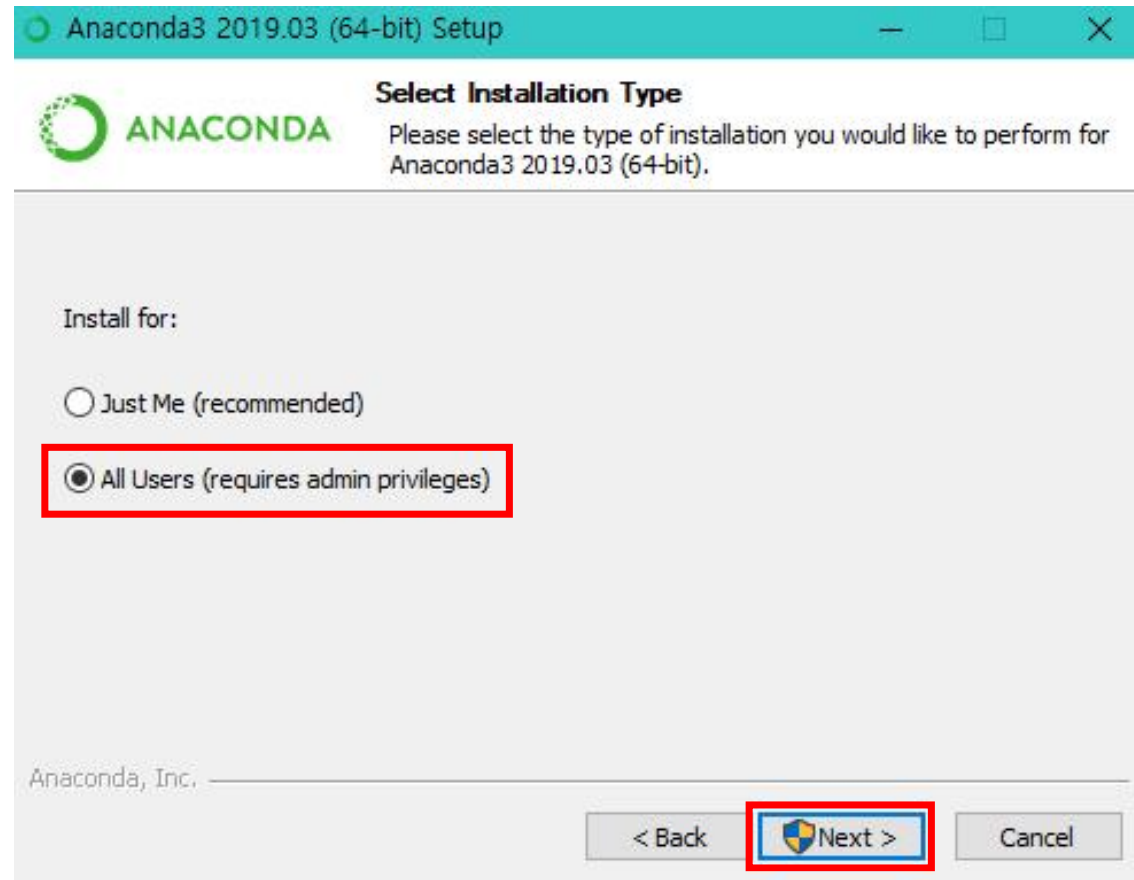 Anaconda3 2019.03 (64-bit) Setup
ANACONDA
Select Installation Type
Please select the type of installation you would like to perform for
Anaconda3 2019.03 (64-bit).
Install for:
Just Me (recommended)
All Users (requires admin privileges)
Anaconda, Inc.
< Back
Next >
Cancel